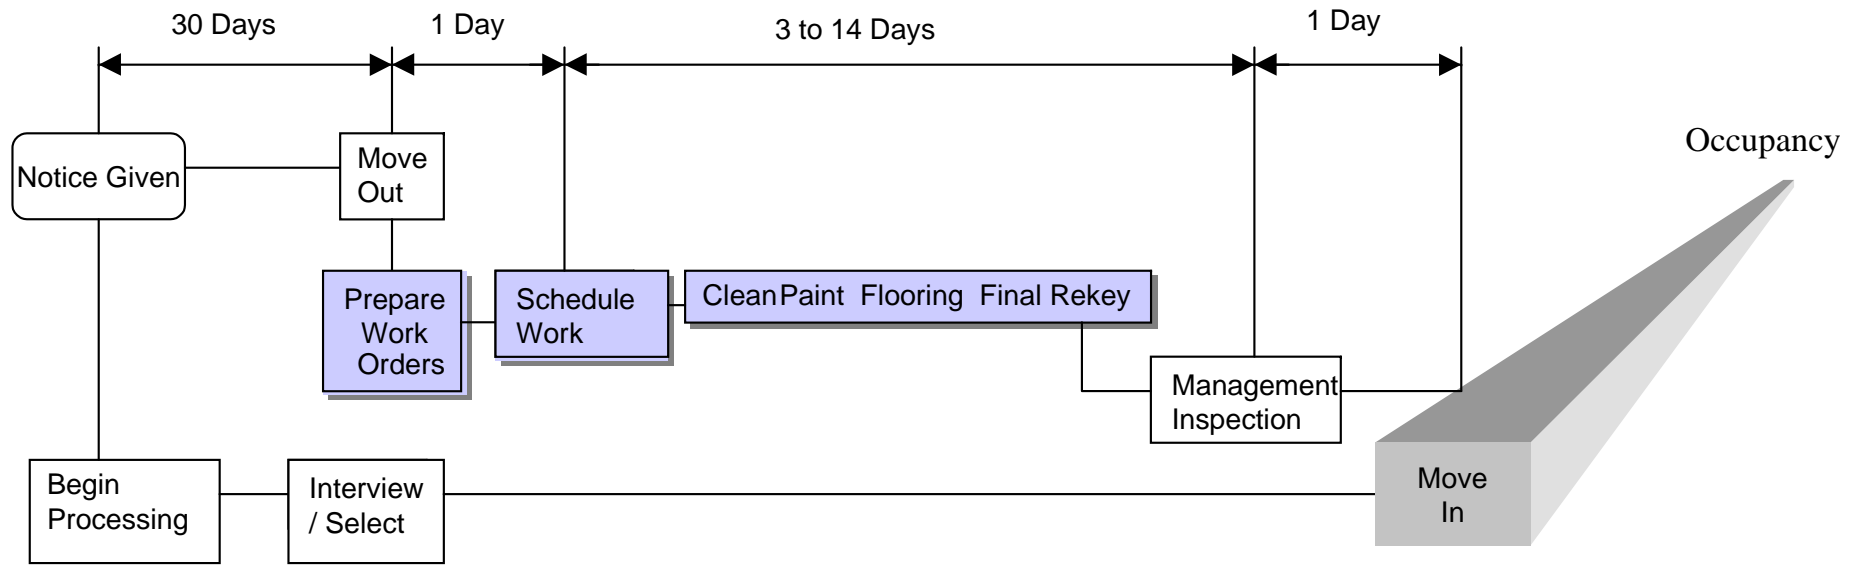 30 Days
1 Day
3 to 14 Days
1 Day
Occupancy
Notice Given
Move
Out
Prepare
Work
Orders
Schedule
Work
Clean Paint Flooring Final Rekey
Management
Inspection
Begin
Processing
Interview
/ Select
Move
In